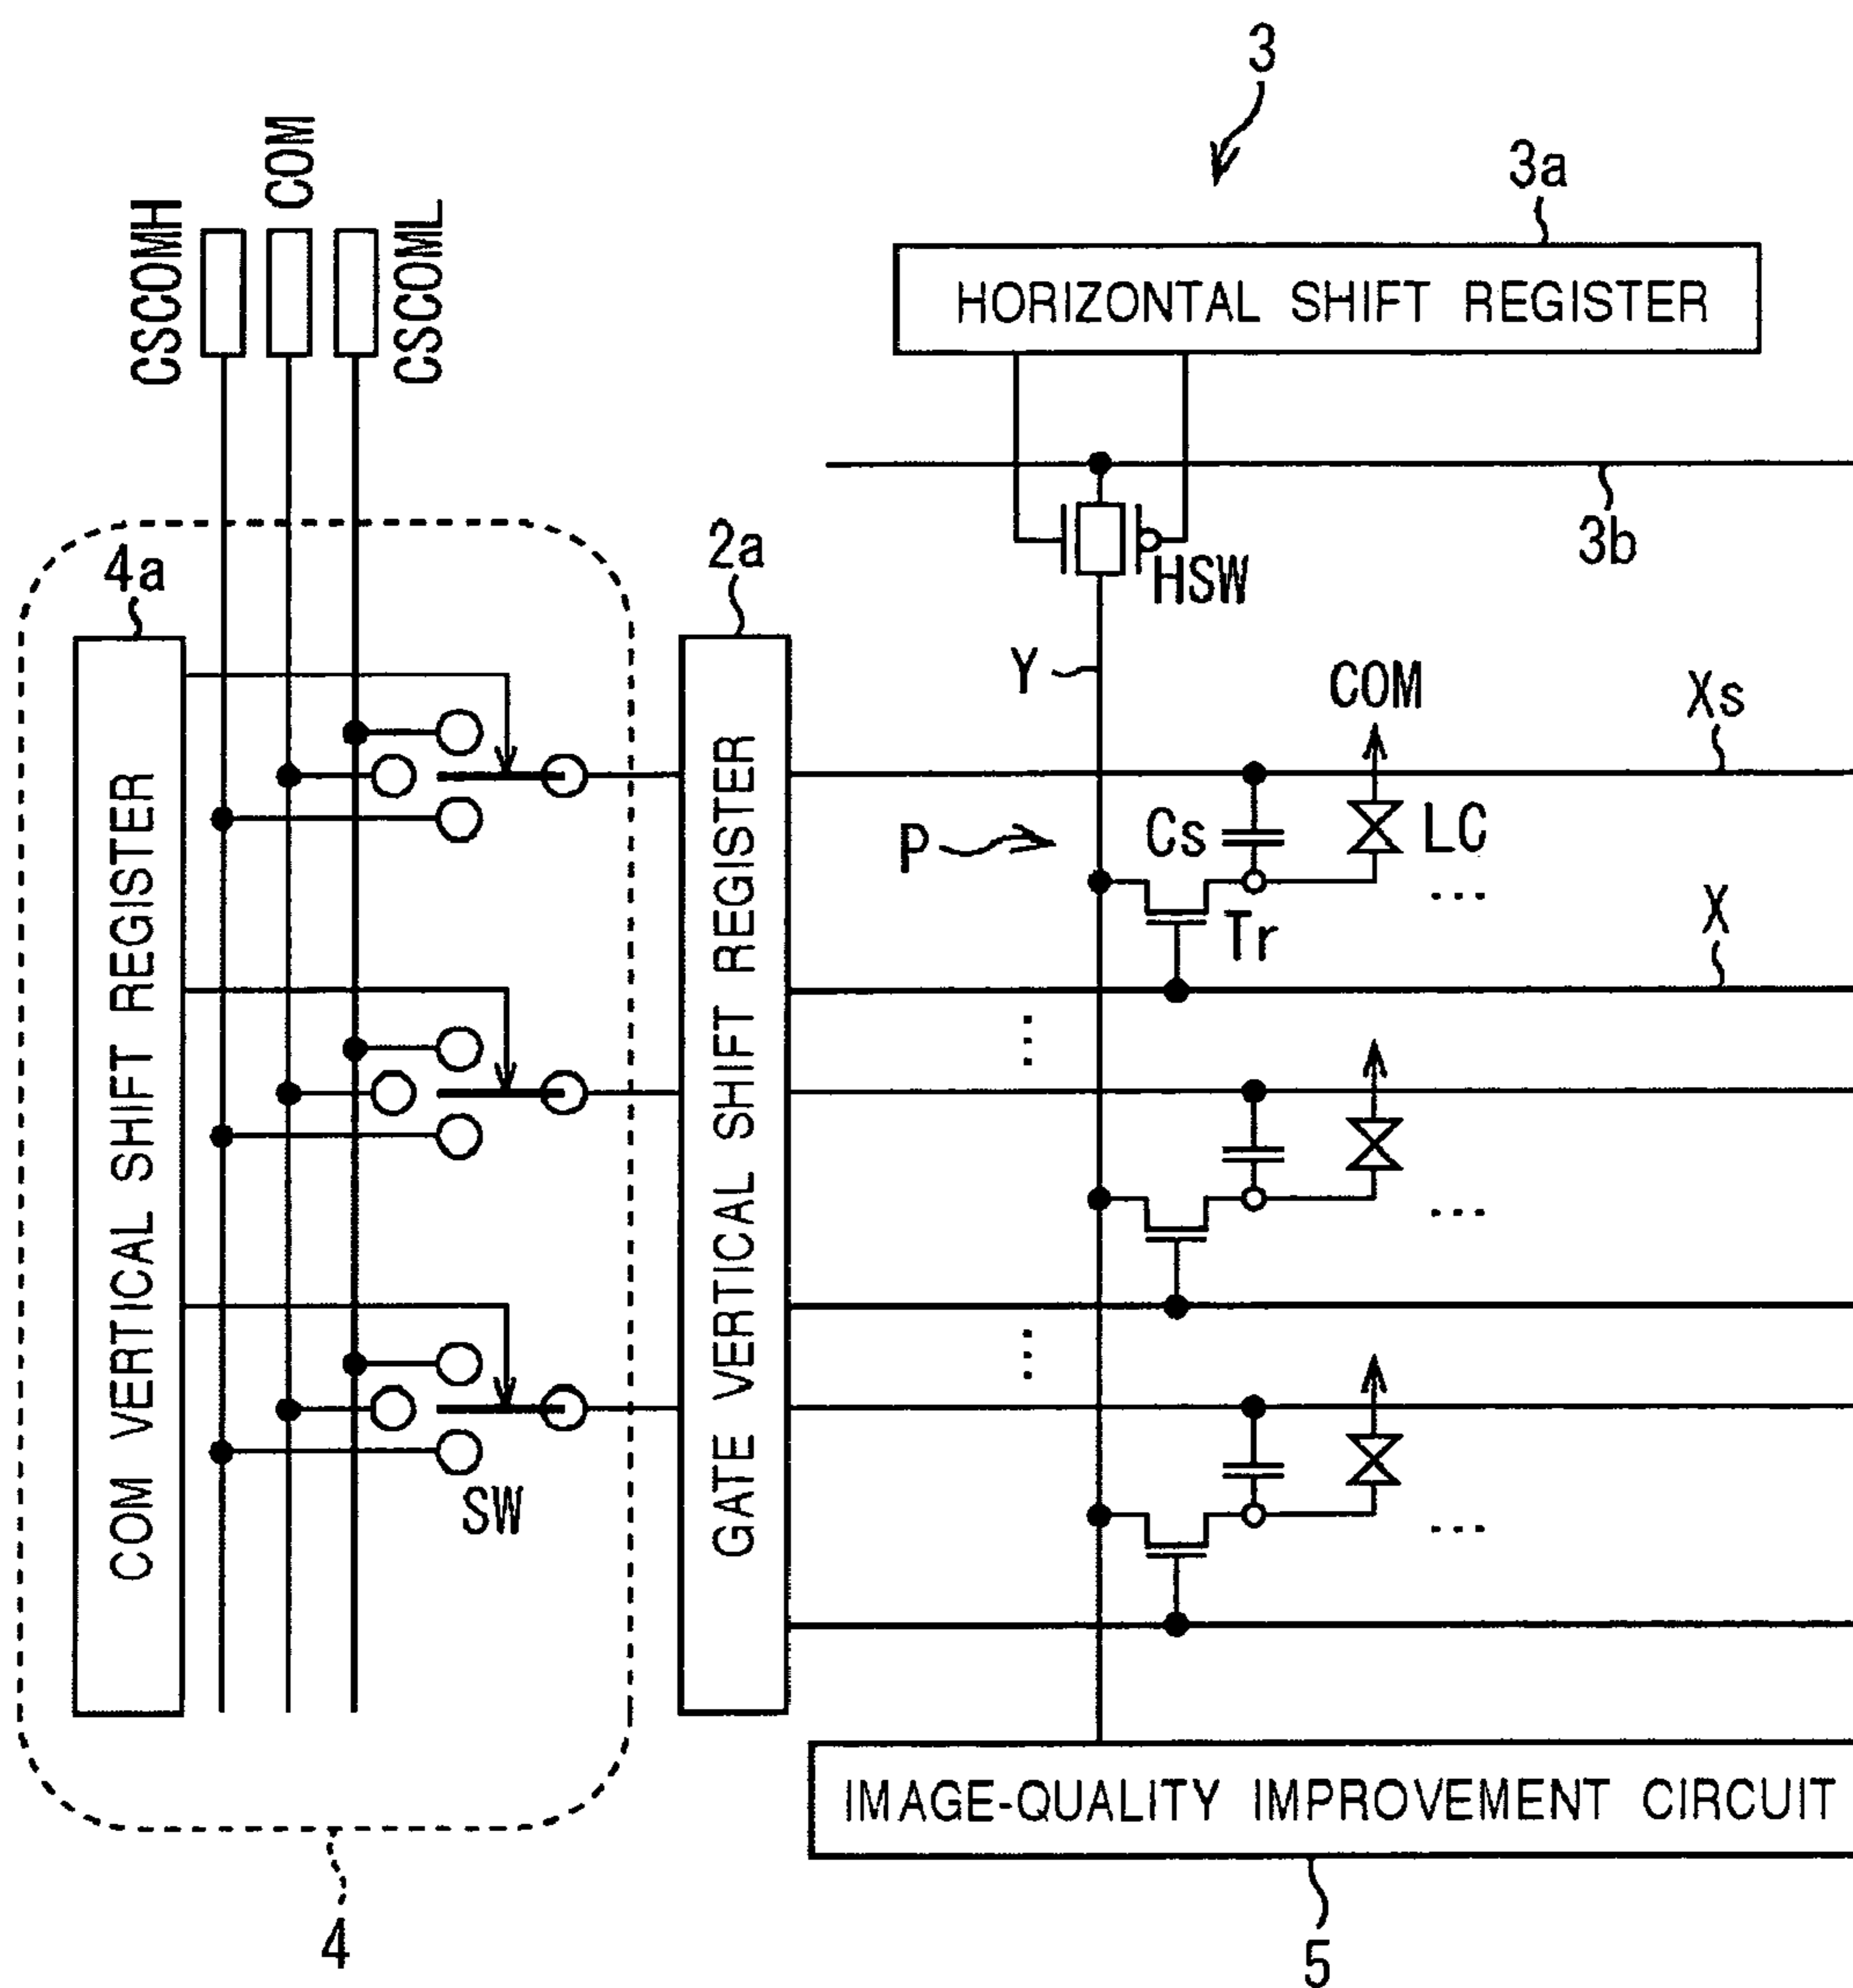 3
COM
3a
CSCOMH
CSCOML
HORIZONTAL SHIFT REGISTER
3b
4a
2a
HSW
Y
COM
Xs
P
Cs
LC
...
Tr
X
COM VERTICAL SHIFT REGISTER
GATE VERTICAL SHIFT REGISTER
...
...
...
SW
...
IMAGE-QUALITY IMPROVEMENT CIRCUIT
4
5